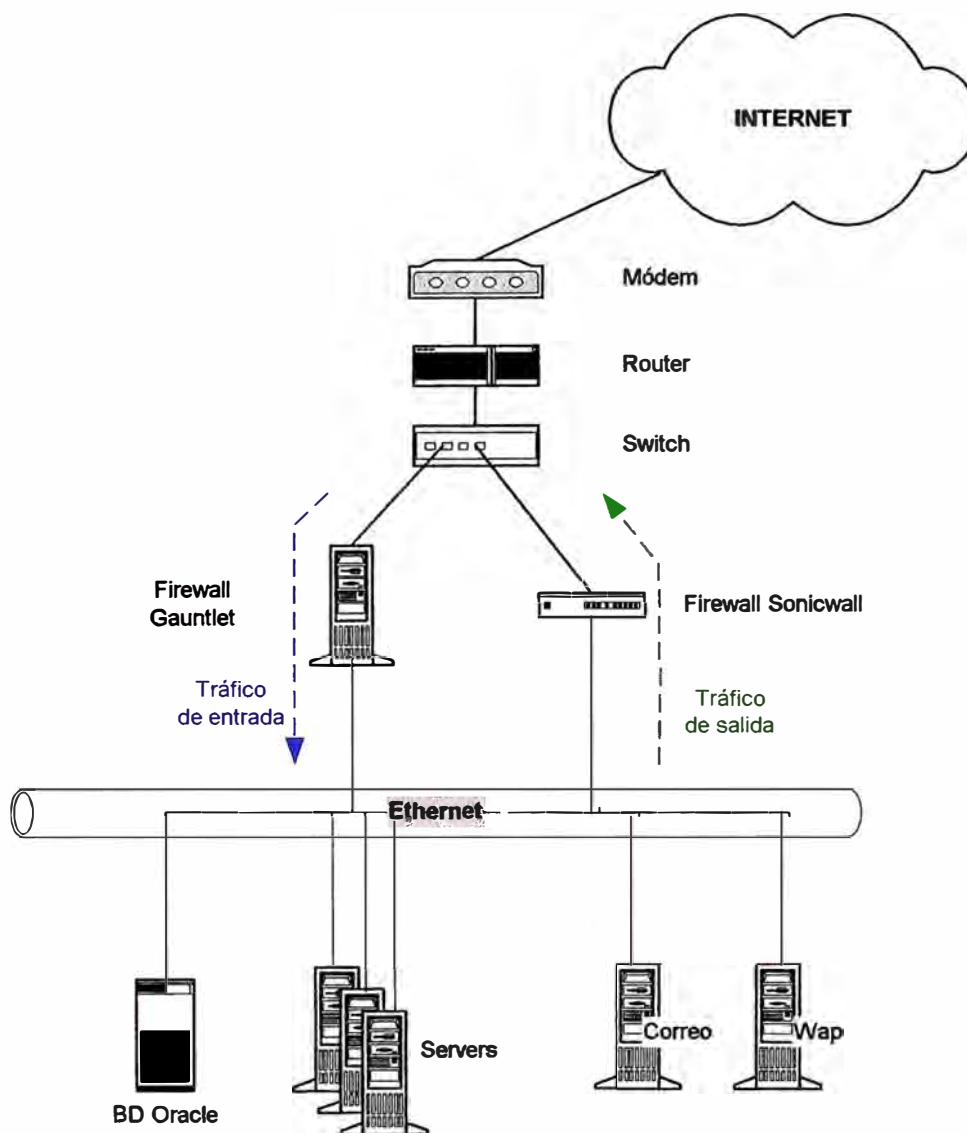 INTERNET
Módem
Router
Switch
Firewall
Gauntlet
Firewall Sonicwall
Tráfico
de entrada
Tráfico
de salida
Ethernet
Servers
Correo
Wap
BD Oracle